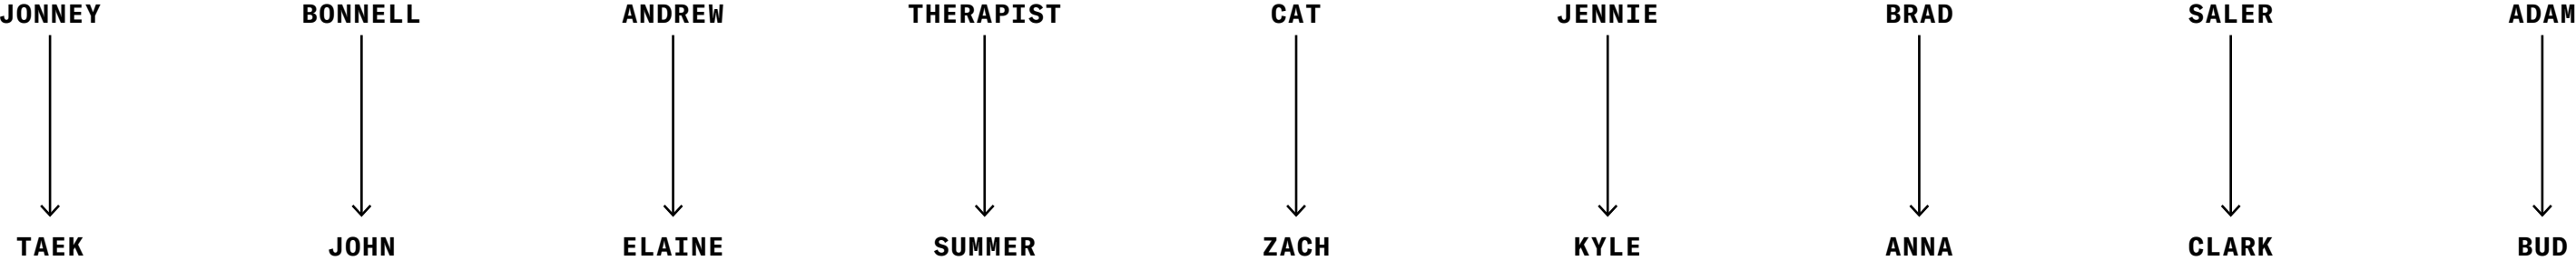 JONNEY BONNELL ANDREW THERAPIST CAT JENNIE BRAD SALER ADAM
TAEK JOHN ELAINE SUMMER ZACH KYLE ANNA CLARK BUD